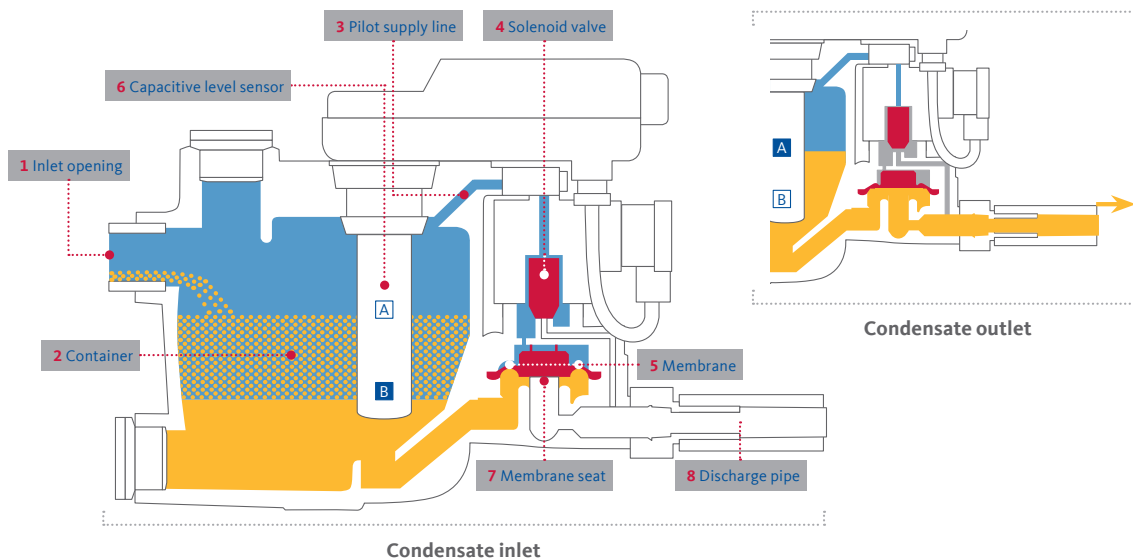 3 Pilot supply line
4 Solenoid valve
6 Capacitive level sensor
1 Inlet opening
A
B
A
2 Container
B
5 Membrane
7 Membrane seat
8 Discharge pipe
Condensate outlet
Condensate inlet